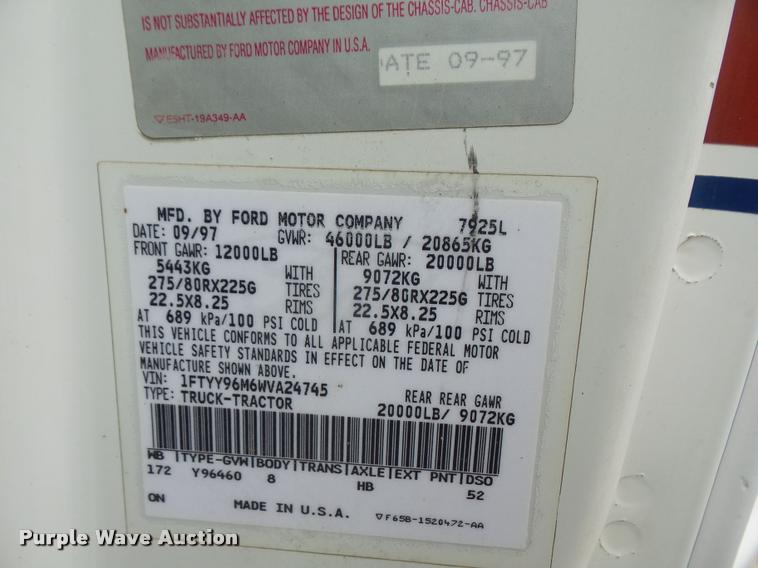 IS NOT SUBSTANTIALLY AFFECTED BY THE DESIGN OF THE CHASSIS-CAB. CHASSIS-CAB
MANUFACTURED BY FORD MOTOR COMPANY IN U.S.A.
ATE 09-97
E5HT-19A349-AA
MFD. BY FORD MOTOR COMPANY 7925L
DATE: 09/97 GVWR: 46000LB / 20865KG
FRONT GAWR: 12000LB REAR GAWR: 20000LB
5443KG WITH 9072KG WITH
275/80RX225G TIRES 275/80RX225G TIRES
22.5X8.25 RIMS 22.5X8.25 RIMS
AT 689 kPa/100 PSI COLD AT 689 kPa/100 PSI COLD
THIS VEHICLE CONFORMS TO ALL APPLICABLE FEDERAL MOTOR
VEHICLE SAFETY STANDARDS IN EFFECT ON THE DATE OF
MANUFACTURE SHOWN ABOVE.
VIN: 1FTYY96M6WVA24745 REAR REAR GAWR
TYPE: TRUCK-TRACTOR 20000LB/ 9072KG
WB |TYPE-GVW|BODY|TRANS|AXLE|EXT PNT|DSO
172 Y96460 8 HB 52
ON MADE IN U.S.A. F65B-1520472-AA
Purple Wave Auction